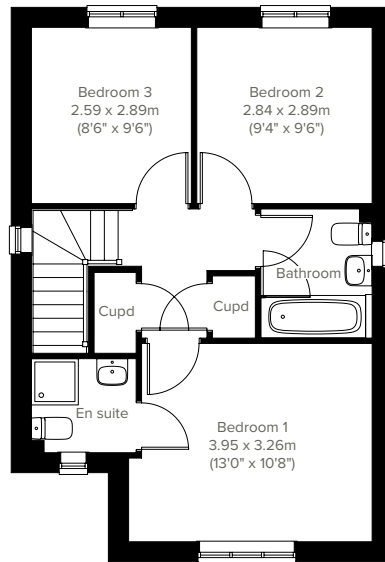 Bedroom 3
2.59 x 2.89m
(8'6" x 9'6")
Bedroom 2
2.84 x 2.89m
(9'4" x 9'6")
Bathroom
Cupd
Cupd
En suite
Bedroom 1
3.95 x 3.26m
(13'0" x 10'8")